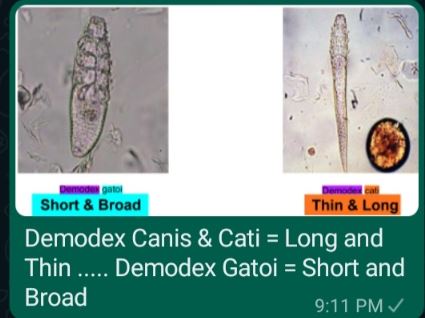 Demodex gatoi
Short & Broad
Demodex cati
Thin & Long
Demodex Canis & Cati = Long and
Thin ..... Demodex Gatoi = Short and
Broad
9:11 PM ✓